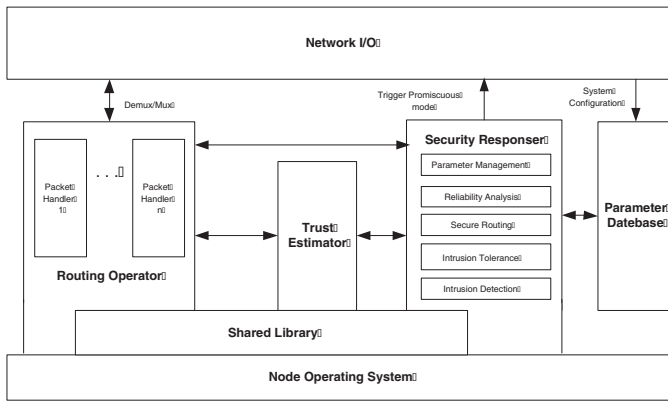 Network I/O
Demux/Mux
Trigger Promiscuous
mode
System
Configuration
Packet
Handler
1
. . .
Packet
Handler
n
Routing Operator
Trust
Estimator
Security Responser
Parameter Management
Reliability Analysis
Secure Routing
Intrusion Tolerance
Intrusion Detection
Parameter
Datebase
Shared Library
Node Operating System